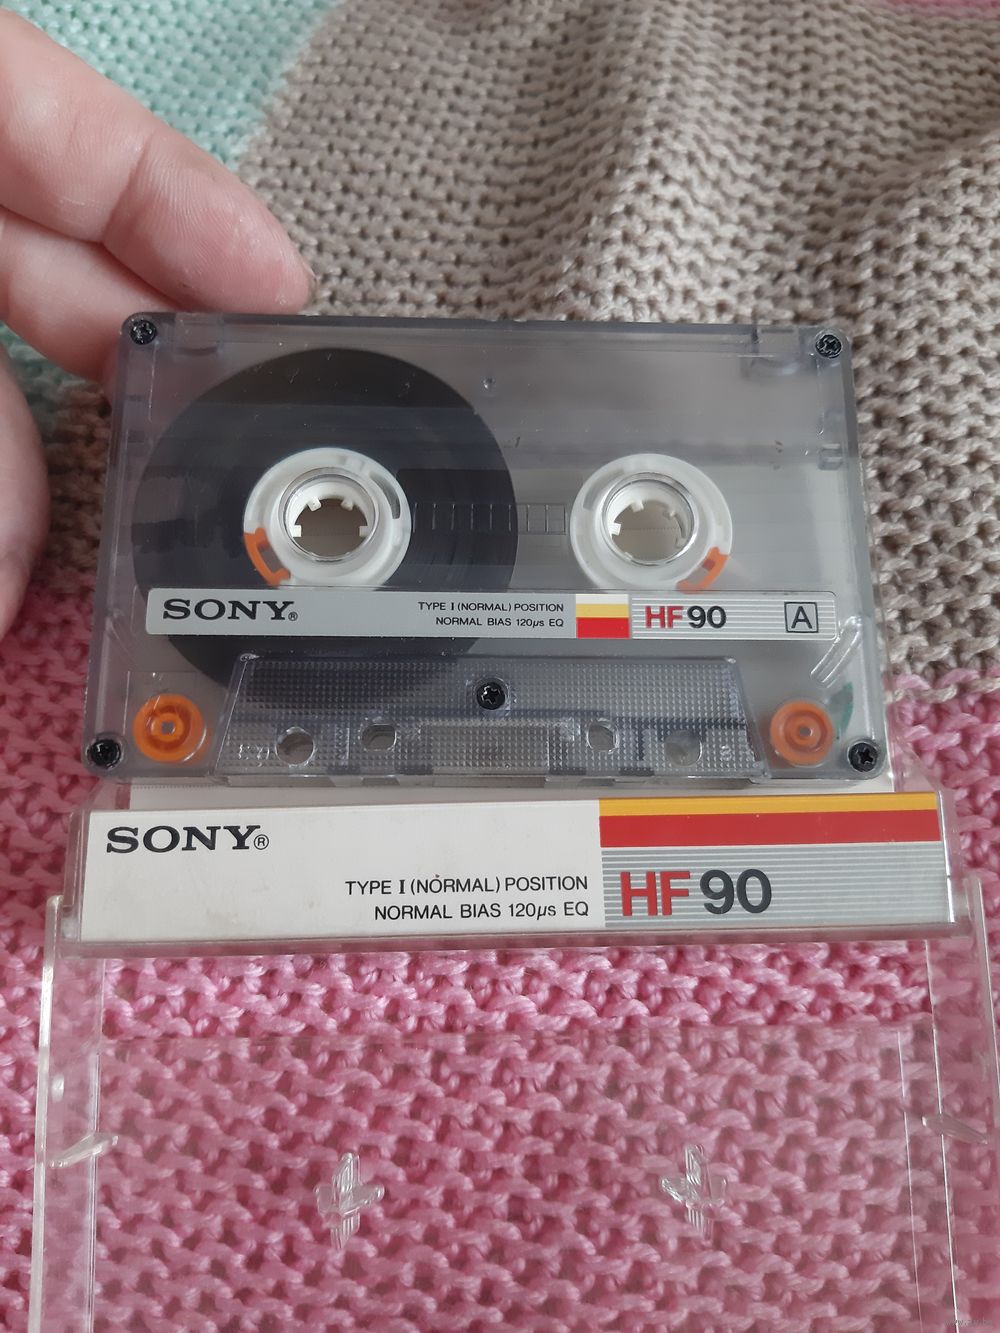 SONY®
TYPE I (NORMAL) POSITION
NORMAL BIAS 120µs EQ
HF 90
A
SONY®
TYPE I (NORMAL) POSITION
NORMAL BIAS 120µs EQ
HF 90